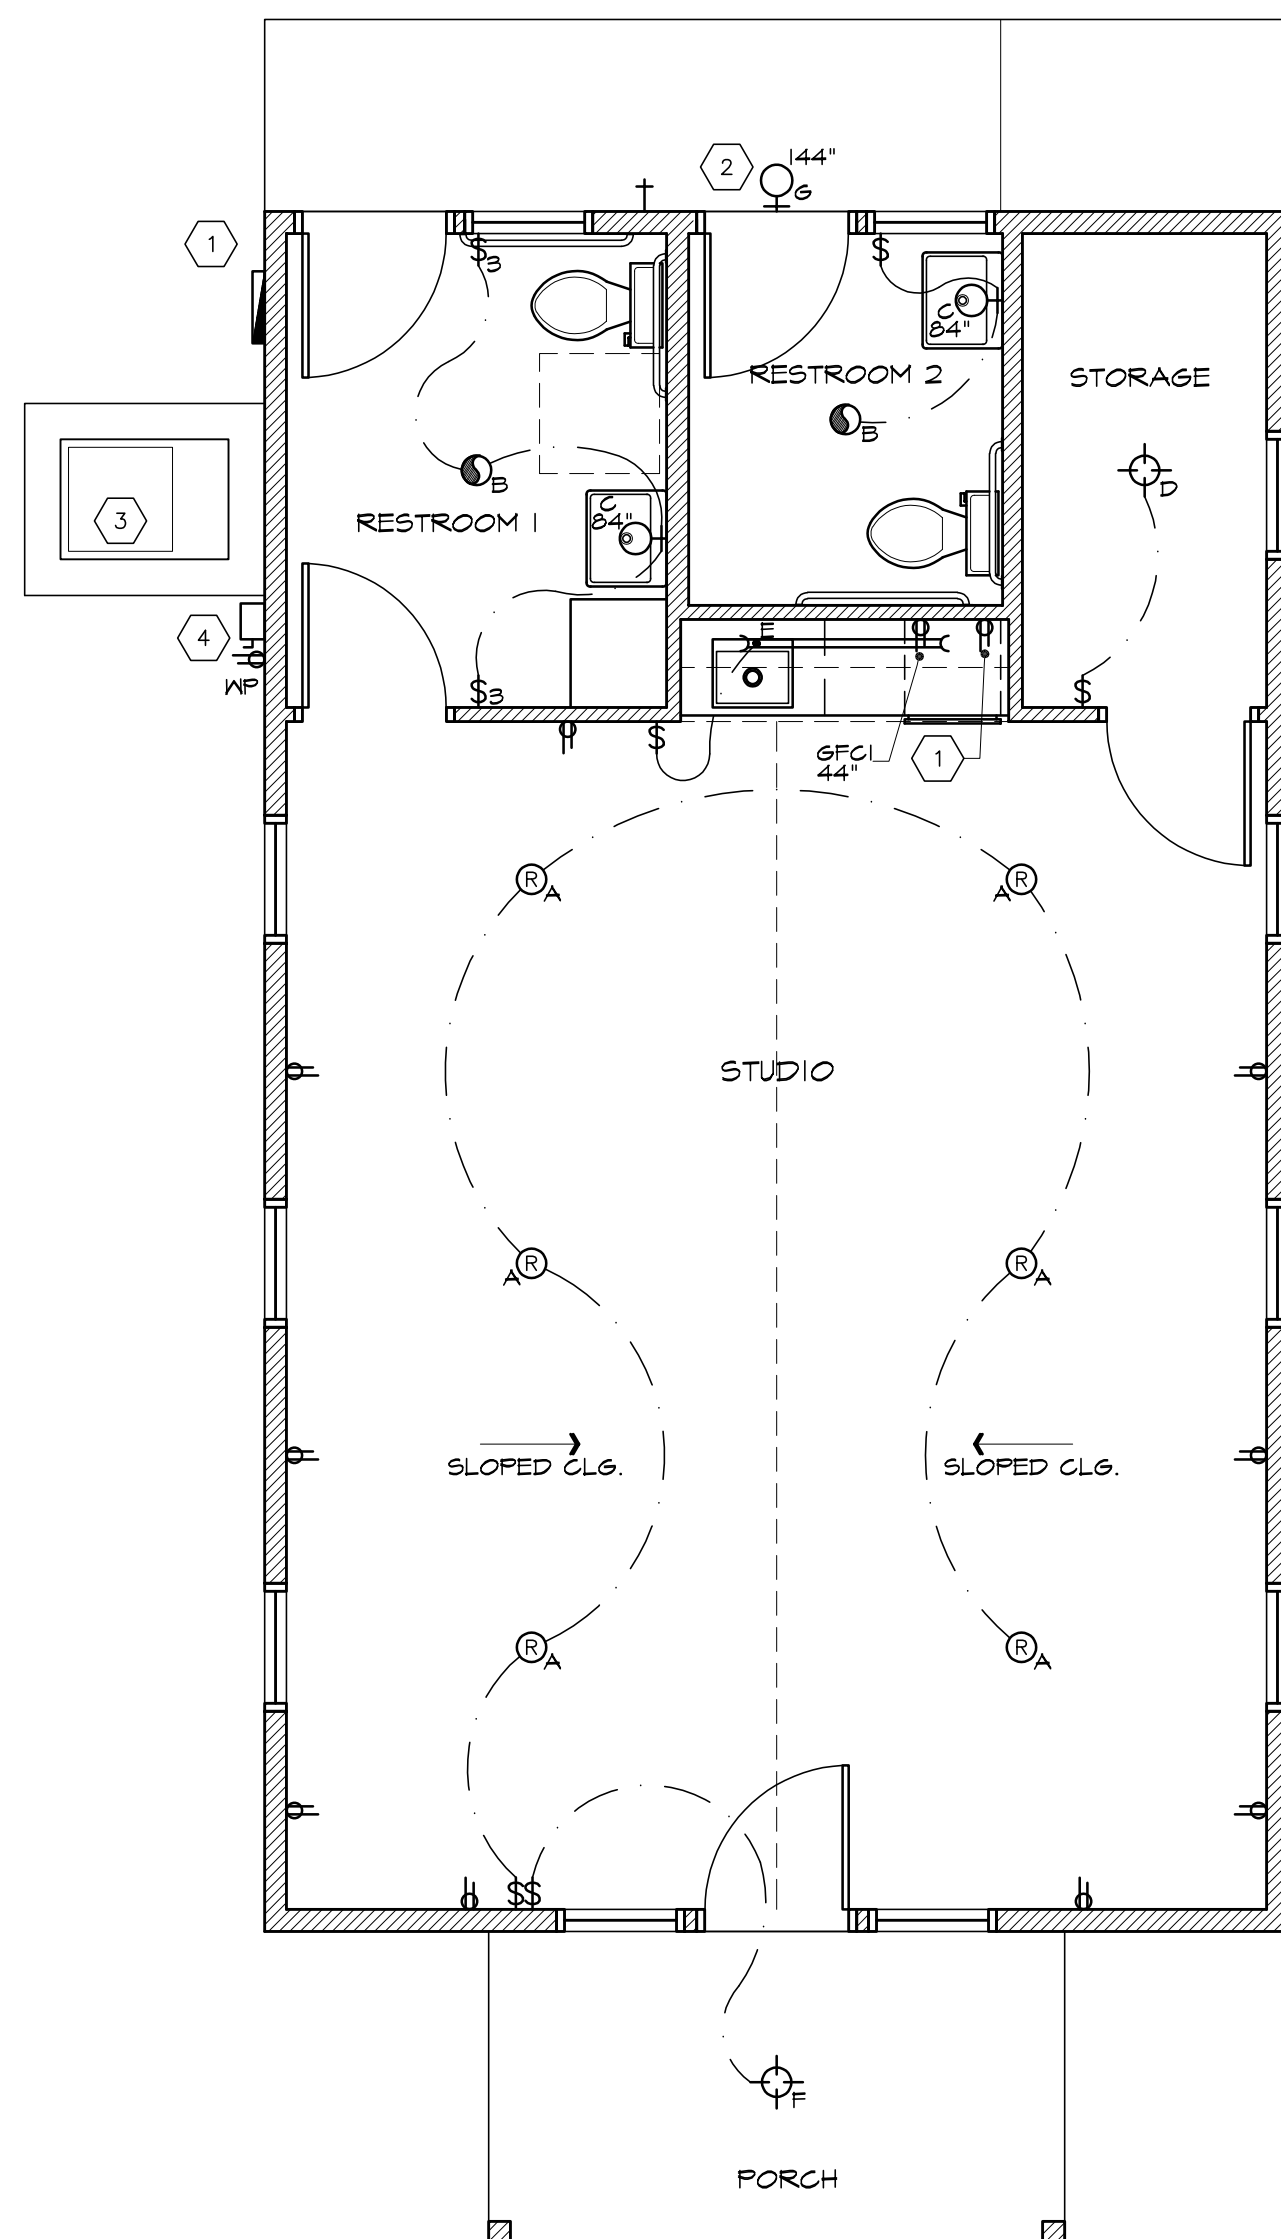 2
144"
G
1
$3
$
C
84"
RESTROOM 2
STORAGE
B
B
D
3
C
84"
RESTROOM 1
4
WP
E
$3
$
$
GFCI
44"
1
R
A
R
A
STUDIO
R
A
R
A
SLOPED CLG.
SLOPED CLG.
R
A
R
A
$$
F
PORCH